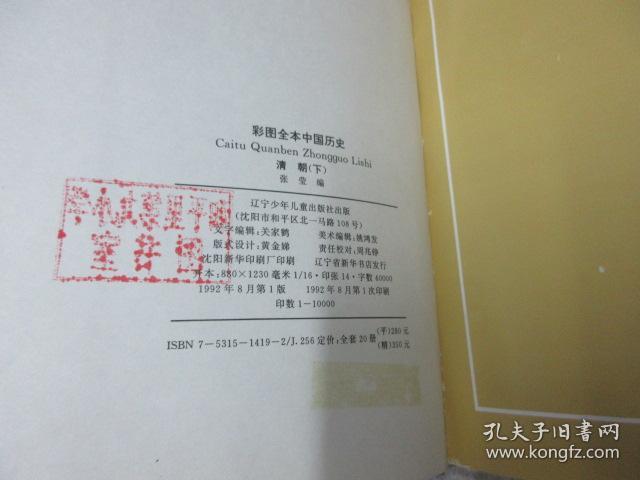 彩图全本中国历史
Caitu Quanben Zhongguo Lishi
清 朝(下)
张 莹 编
辽宁少年儿童出版社出版
(沈阳市和平区北一马路108号)
文字编辑:关家鹤 美术编辑:姚鸿发
版式设计:黄金娣 责任校对:周兆铮
沈阳新华印刷厂印刷 辽宁省新华书店发行
开本:880×1230毫米 1/16·印张14·字数40000
1992年8月第1版 1992年8月第1次印刷
印数1-10000
ISBN 7-5315-1419-2/J.256 定价:全套20册 (平)280元
(精)350元
孔夫子旧书网
www.kongfz.com